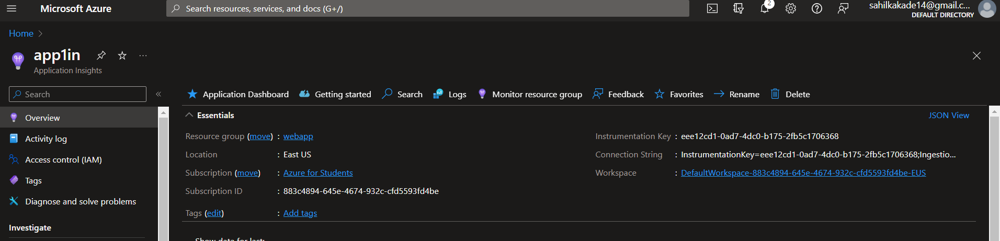 Microsoft Azure
Search resources, services, and docs (G+/)
2
sahilkakade14@gmail.c...
DEFAULT DIRECTORY
Home
app1in
...
Application Insights
Search
«
Application Dashboard
Getting started
Search
Logs
Monitor resource group
Feedback
Favorites
Rename
Delete
Overview
Activity log
Access control (IAM)
Tags
Diagnose and solve problems
Investigate
Essentials
JSON View
Resource group (move) : webapp
Location : East US
Subscription (move) : Azure for Students
Subscription ID : 883c4894-645e-4674-932c-cfd5593fd4be
Tags (edit) : Add tags
Instrumentation Key : eee12cd1-0ad7-4dc0-b175-2fb5c1706368
Connection String : InstrumentationKey=eee12cd1-0ad7-4dc0-b175-2fb5c1706368;Ingestio...
Workspace : DefaultWorkspace-883c4894-645e-4674-932c-cfd5593fd4be-EUS
Show data for last: